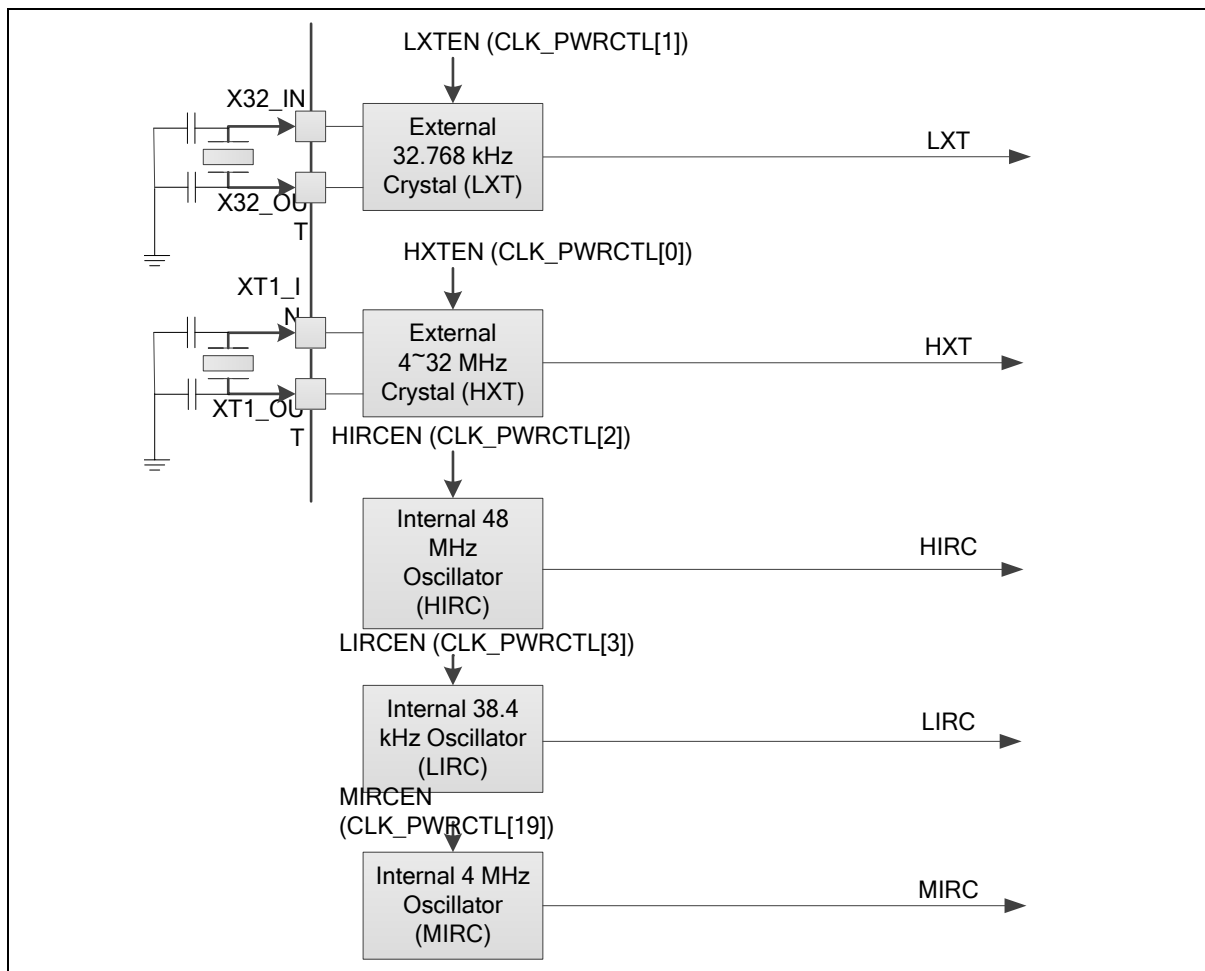 LXTEN (CLK_PWRCTL[1])
X32_IN
External
32.768 kHz
Crystal (LXT)
LXT
X32_OU
T
HXTEN (CLK_PWRCTL[0])
XT1_I
N
External
4~32 MHz
Crystal (HXT)
HXT
XT1_OU
T
HIRCEN (CLK_PWRCTL[2])
Internal 48
MHz
Oscillator
(HIRC)
HIRC
LIRCEN (CLK_PWRCTL[3])
Internal 38.4
kHz Oscillator
(LIRC)
LIRC
MIRCEN
(CLK_PWRCTL[19])
Internal 4 MHz
Oscillator
(MIRC)
MIRC